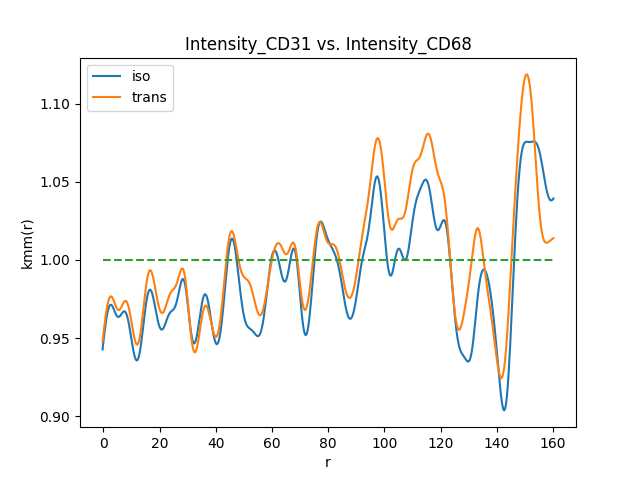 Intensity_CD31 vs. Intensity_CD68
iso
trans
1.10
1.05
1.00
0.95
0.90
kmm(r)
0 20 40 60 80 100 120 140 160
r